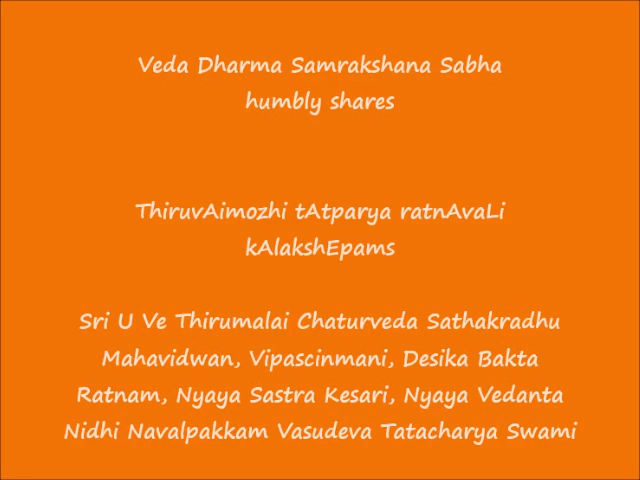 Veda Dharma Samrakshana Sabha
humbly shares
ThiruvAimozhi tAtparya ratnAvaLi
kAlakshEpams
Sri U Ve Thirumalai Chaturveda Sathakradhu
Mahavidwan, Vipascinmani, Desika Bakta
Ratnam, Nyaya Sastra Kesari, Nyaya Vedanta
Nidhi Navalpakkam Vasudeva Tatacharya Swami